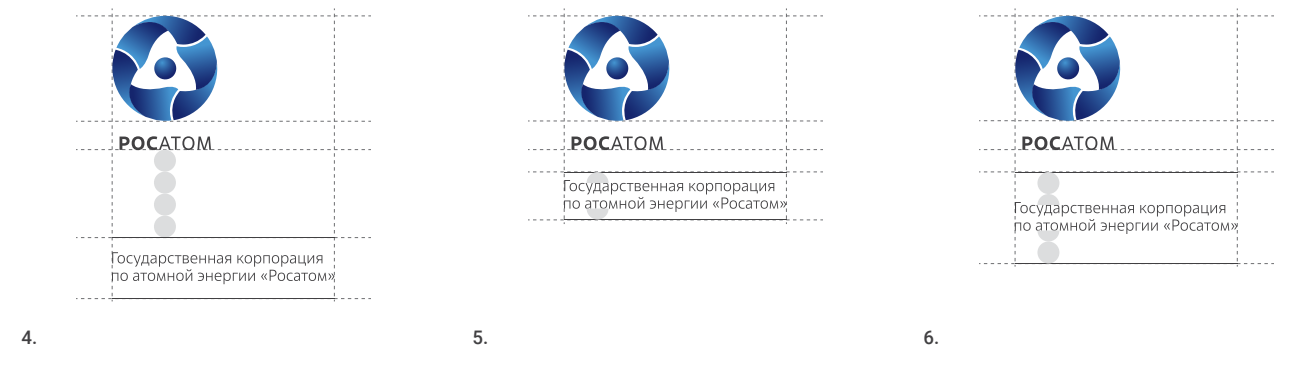 РОСАТОМ
Государственная корпорация
по атомной энергии «Росатом»
4.
РОСАТОМ
Государственная корпорация
по атомной энергии «Росатом»
5.
РОСАТОМ
Государственная корпорация
по атомной энергии «Росатом»
6.